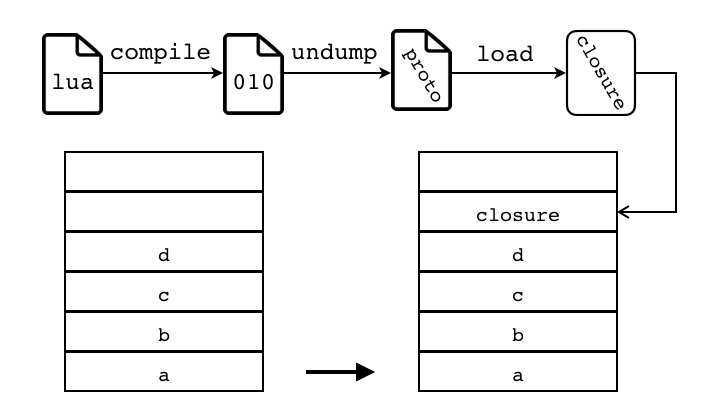 compile
undump
load
lua
010
proto
closure
closure
d
d
c
c
b
b
a
a